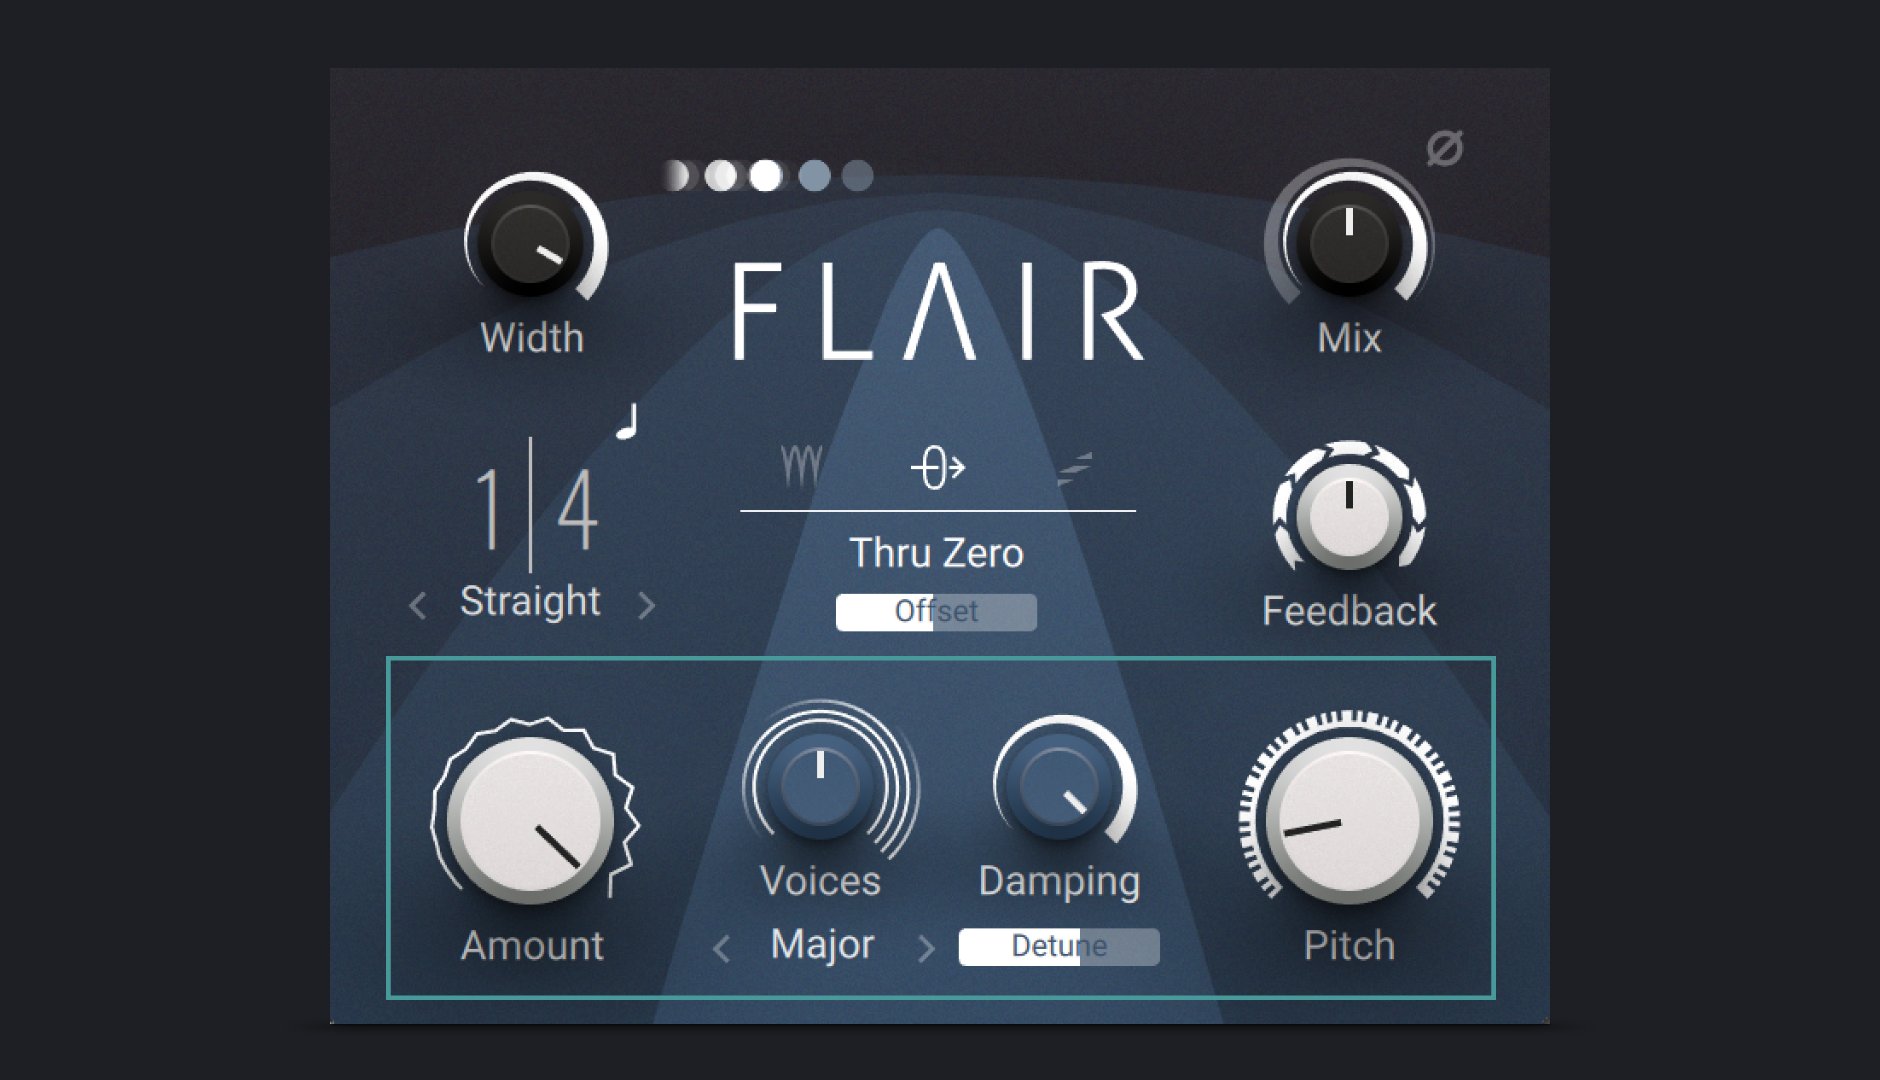 FLAIR
Width
Mix
1 4
Straight
Thru Zero
Offset
Feedback
Amount
Voices
Major
Damping
Detune
Pitch